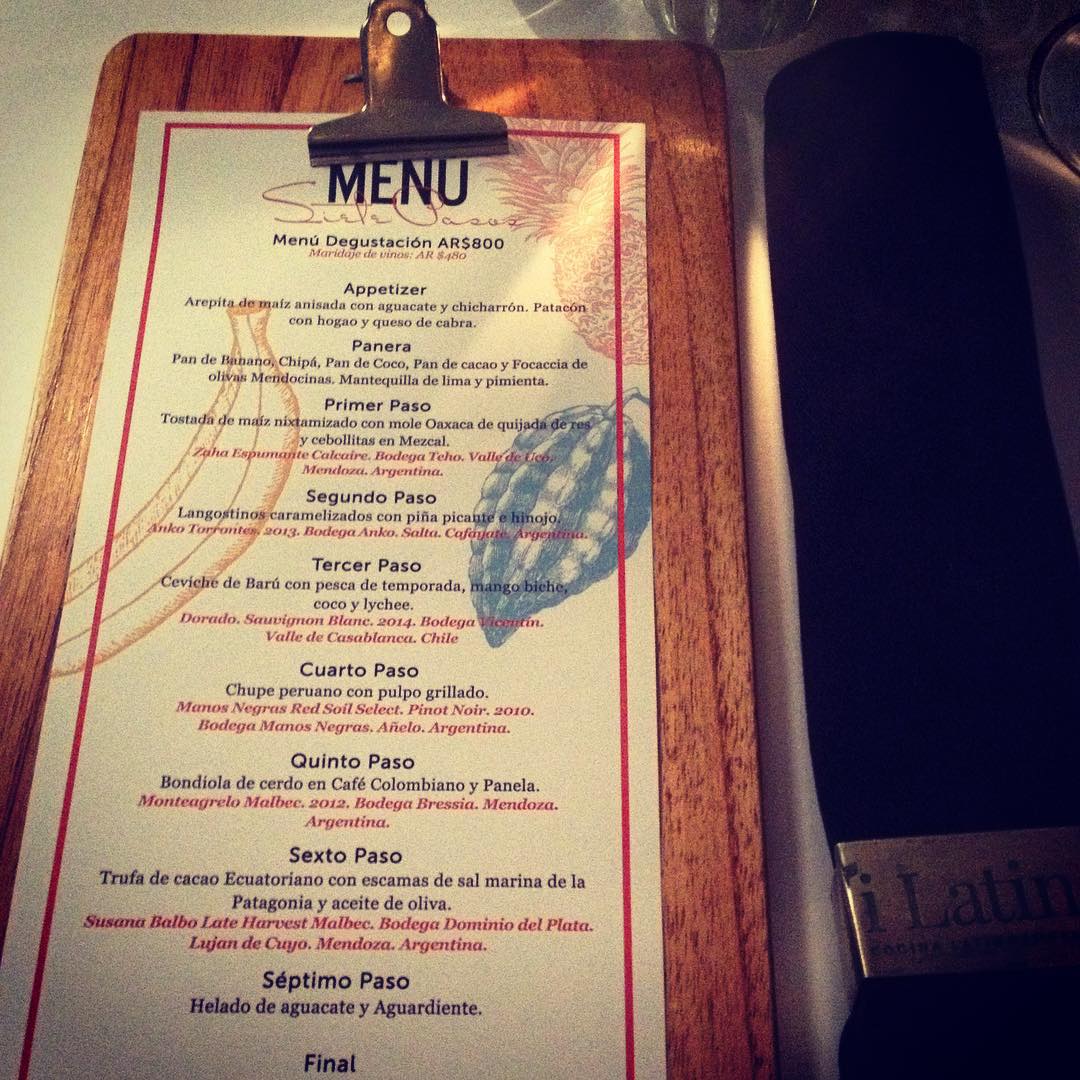 MENÚ
Siete Pasos
Menú Degustación AR$800
Maridaje de vinos: AR $480
Appetizer
Arepita de maíz anisada con aguacate y chicharrón. Patacón
con hogao y queso de cabra.
Panera
Pan de Banano, Chipá, Pan de Coco, Pan de cacao y Focaccia de
olivas Mendocinas. Mantequilla de lima y pimienta.
Primer Paso
Tostada de maíz nixtamizado con mole Oaxaca de quijada de res
y cebollitas en Mezcal.
Zaha Espumante Calcaire. Bodega Teho. Valle de Uco.
Mendoza. Argentina.
Segundo Paso
Langostinos caramelizados con piña picante e hinojo.
Anko Torrontés. 2013. Bodega Anko. Salta. Cafayate. Argentina.
Tercer Paso
Ceviche de Barú con pesca de temporada, mango biche,
coco y lychee.
Dorado. Sauvignon Blanc. 2014. Bodega Vicentin.
Valle de Casablanca. Chile
Cuarto Paso
Chupe peruano con pulpo grillado.
Manos Negras Red Soil Select. Pinot Noir. 2010.
Bodega Manos Negras. Añelo. Argentina.
Quinto Paso
Bondiola de cerdo en Café Colombiano y Panela.
Monteagrelo Malbec. 2012. Bodega Bressia. Mendoza.
Argentina.
Sexto Paso
Trufa de cacao Ecuatoriano con escamas de sal marina de la
Patagonia y aceite de oliva.
Susana Balbo Late Harvest Malbec. Bodega Dominio del Plata.
Lujan de Cuyo. Mendoza. Argentina.
Séptimo Paso
Helado de aguacate y Aguardiente.
Final
i Latin